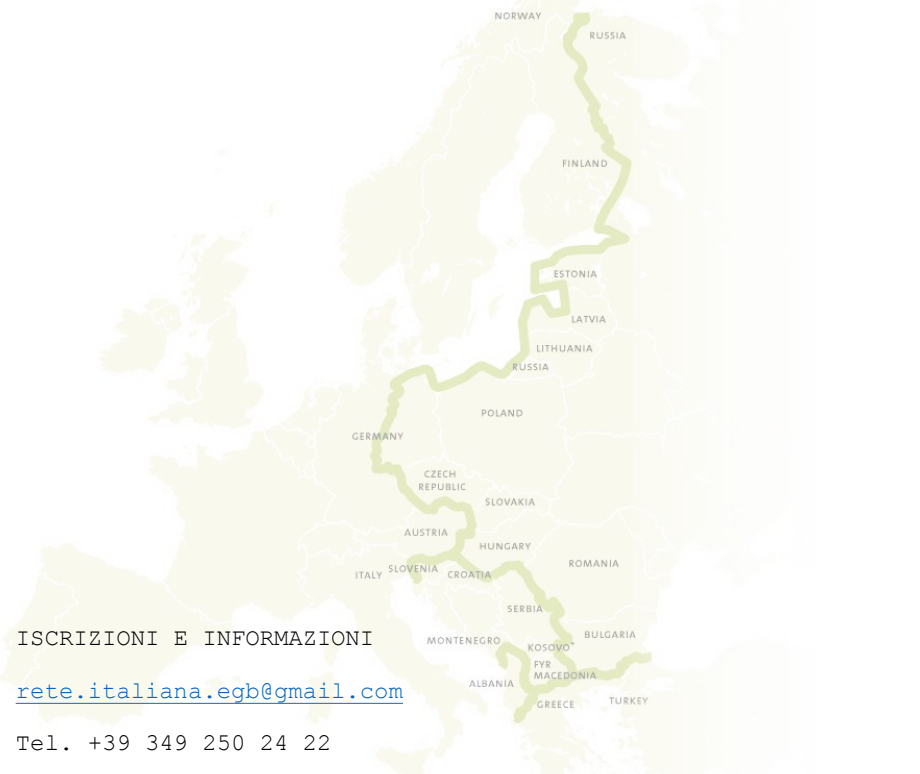 NORWAY
RUSSIA
FINLAND
ESTONIA
LATVIA
LITHUANIA
RUSSIA
POLAND
GERMANY
CZECH
REPUBLIC
SLOVAKIA
AUSTRIA
HUNGARY
ROMANIA
ITALY
SLOVENIA
CROATIA
SERBIA
BULGARIA
MONTENEGRO
KOSOVO*
FYR
MACEDONIA
ALBANIA
GREECE
TURKEY
ISCRIZIONI E INFORMAZIONI
rete.italiana.egb@gmail.com
Tel. +39 349 250 24 22